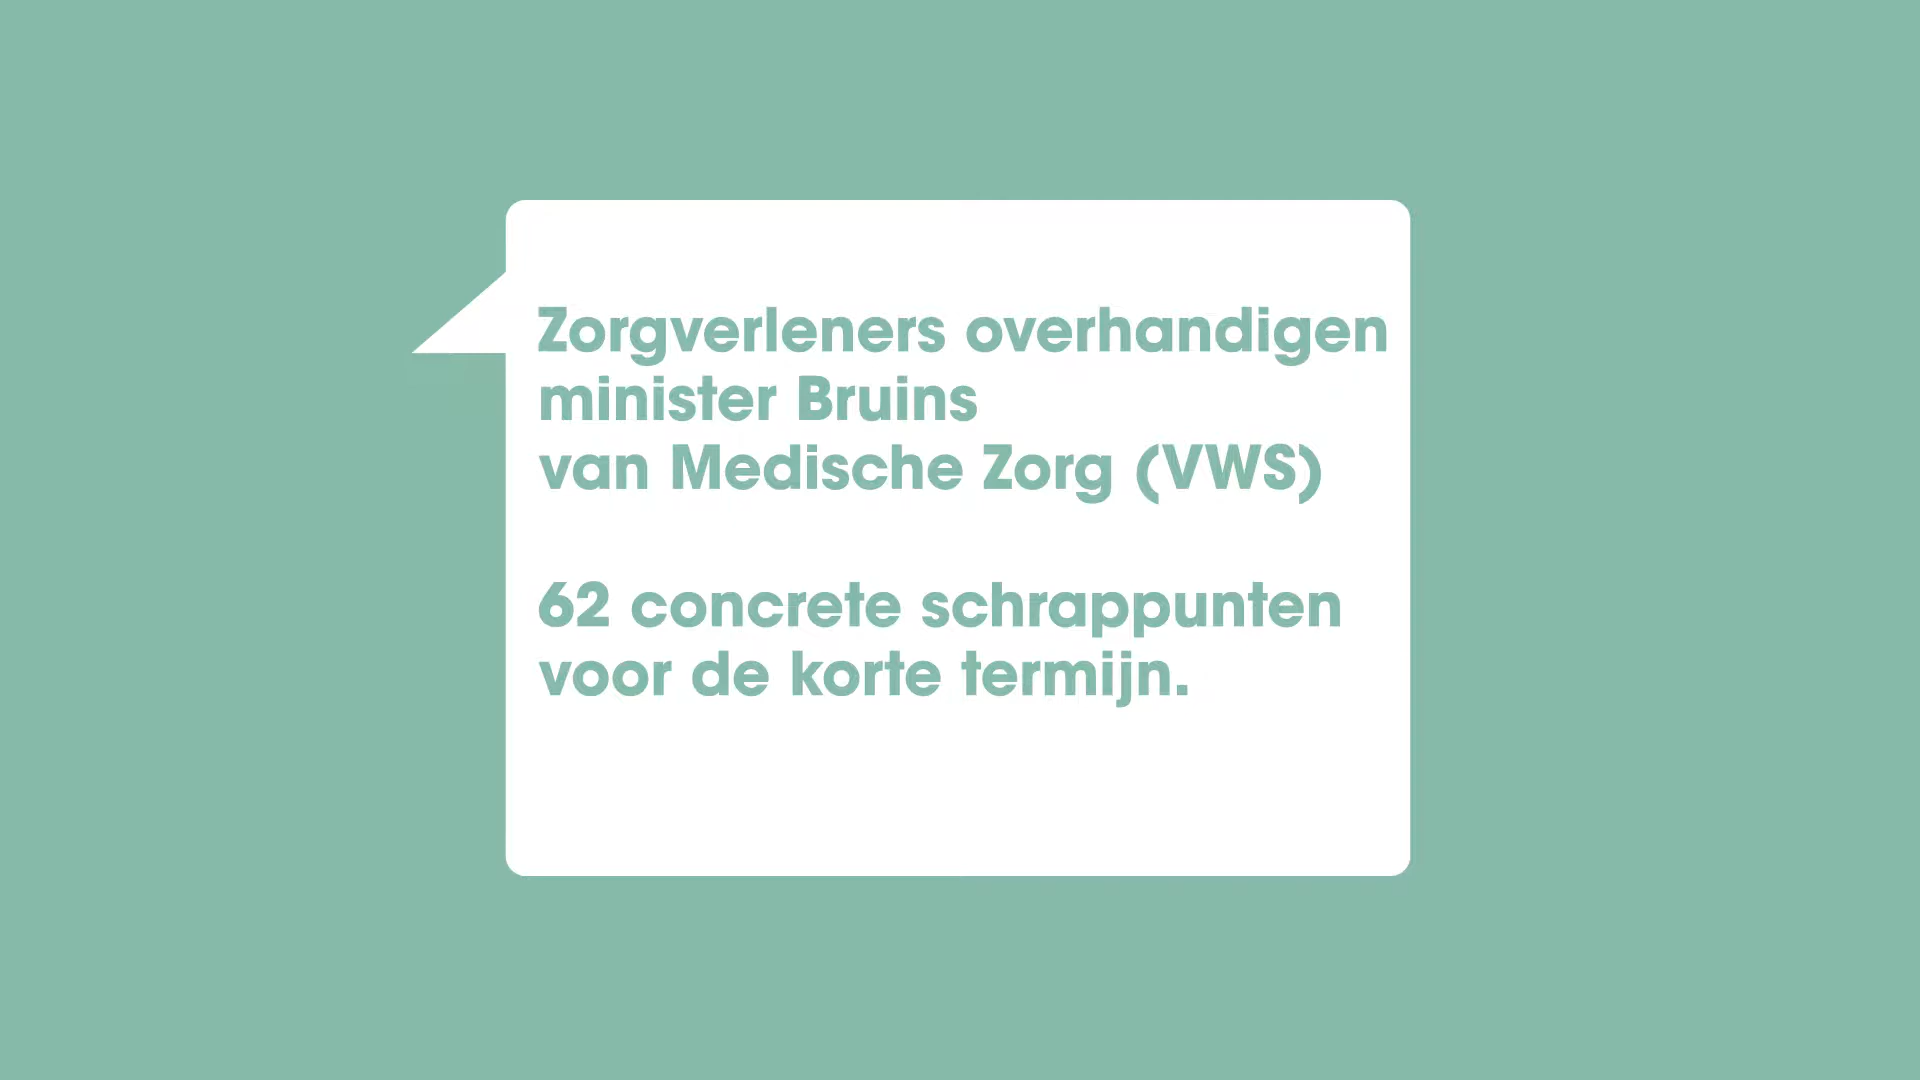 Zorgverleners overhandigen
minister Bruins
van Medische Zorg (VWS)
62 concrete schrappunten
voor de korte termijn.